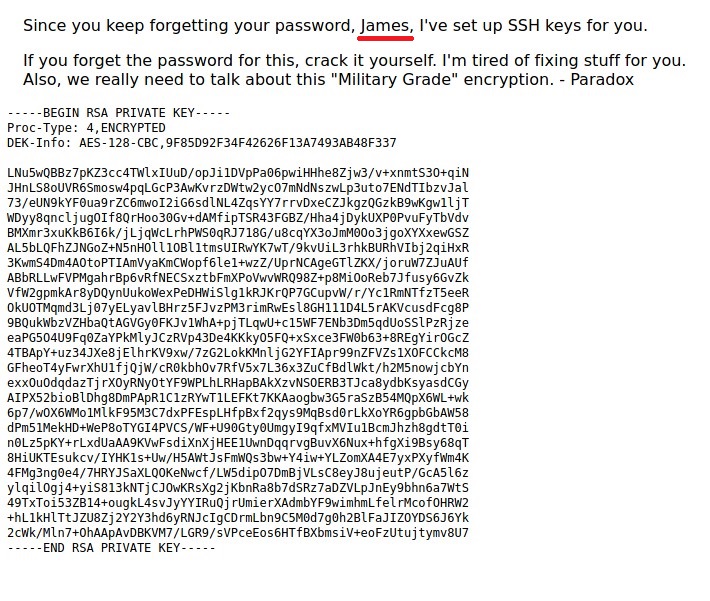 Since you keep forgetting your password, James, I've set up SSH keys for you.
If you forget the password for this, crack it yourself. I'm tired of fixing stuff for you.
Also, we really need to talk about this "Military Grade" encryption. - Paradox
-----BEGIN RSA PRIVATE KEY-----
Proc-Type: 4,ENCRYPTED
DEK-Info: AES-128-CBC,9F85D92F34F42626F13A7493AB48F337

LNu5wQBBz7pKZ3cc4TWlxIUuD/opJi1DVpPa06pwiHHhe8Zjw3/v+xnmtS3O+qiN
JHnLS8oUVR6Smosw4pqLGcP3AwKvrzDWtw2ycO7mNdNszwLp3uto7ENdTIbzvJal
73/eUN9kYF0ua9rZC6mwoI2iG6sdlNL4ZqsYY7rrvDxeCZJkgzQGzkB9wKgw1ljT
WDyy8qncljugOIf8QrHoo30Gv+dAMfipTSR43FGBZ/Hha4jDykUXP0PvuFyTbVdv
BMXmr3xuKkB6I6k/jLjqWcLrhPWS0qRJ718G/u8cqYX3oJmM0Oo3jgoXYXxewGSZ
AL5bLQFhZJNGoZ+N5nHOll1OBl1tmsUIRwYK7wT/9kvUiL3rhkBURhVIbj2qiHxR
3KwmS4Dm4AOtoPTIAmVyaKmCWopf6le1+wzZ/UprNCAgeGTlZKX/joruW7ZJuAUf
ABbRLLwFVPMgahrBp6vRfNECSxztbFmXPoVwvWRQ98Z+p8MiOoReb7Jfusy6GvZk
VfW2gpmkAr8yDQynUukoWexPeDHWiSlg1kRJKrQP7GCupvW/r/Yc1RmNTfzT5eeR
OkUOTMqmd3Lj07yELyavlBHrz5FJvzPM3rimRwEsl8GH111D4L5rAKVcusdFcg8P
9BQukWbzVZHbaQtAGVGy0FKJv1WhA+pjTLqwU+c15WF7ENb3Dm5qdUoSSlPzRjze
eaPG5O4U9Fq0ZaYPkMlyJCzRVp43De4KKkyO5FQ+xSxce3FW0b63+8REgYirOGcZ
4TBApY+uz34JXe8jElhrKV9xw/7zG2LokKMnljG2YFIApr99nZFVZs1XOFCCkcM8
GFheoT4yFwrXhU1fjQjW/cR0kbhOv7RfV5x7L36x3ZuCfBdlWkt/h2M5nowjcbYn
exxOuOdqdazTjrXOyRNyOtYF9WPLhLRHapBAkXzvNSOERB3TJca8ydbKsyasdCGy
AIPX52bioBlDhg8DmPApR1C1zRYwT1LEFKt7KKAaogbw3G5raSzB54MQpX6WL+wk
6p7/wOX6WMo1MlkF95M3C7dxPFEspLHfpBxf2qys9MqBsd0rLkXoYR6gpbGbAW58
dPm51MekHD+WeP8oTYGI4PVCS/WF+U90Gty0UmgyI9qfxMVIu1BcmJhzh8gdtT0i
n0Lz5pKY+rLxdUaAA9KVwFsdiXnXjHEE1UwnDqqrvgBuvX6Nux+hfgXi9Bsy68qT
8HiUKTEsukcv/IYHK1s+Uw/H5AWtJsFmWQs3bw+Y4iw+YLZomXA4E7yxPXyfWm4K
4FMg3ng0e4/7HRYJSaXLQOKeNwcf/LW5dipO7DmBjVLsC8eyJ8ujeutP/GcA5l6z
ylqilOgj4+yiS813kNTjCJOwKRsXg2jKbnRa8b7dSRz7aDZVLpJnEy9bhn6a7WtS
49TxToi53ZB14+ougkL4svJyYYIRuQjrUmierXAdmbYF9wimhmLfelrMcofOHRW2
+hL1kHlTtJZU8Zj2Y2Y3hd6yRNJcIgCDrmLbn9C5M0d7g0h2BlFaJIZOYDS6J6Yk
2cWk/Mln7+OhAApAvDBKVM7/LGR9/sVPceEos6HTfBXbmsiV+eoFzUtujtymv8U7
-----END RSA PRIVATE KEY-----